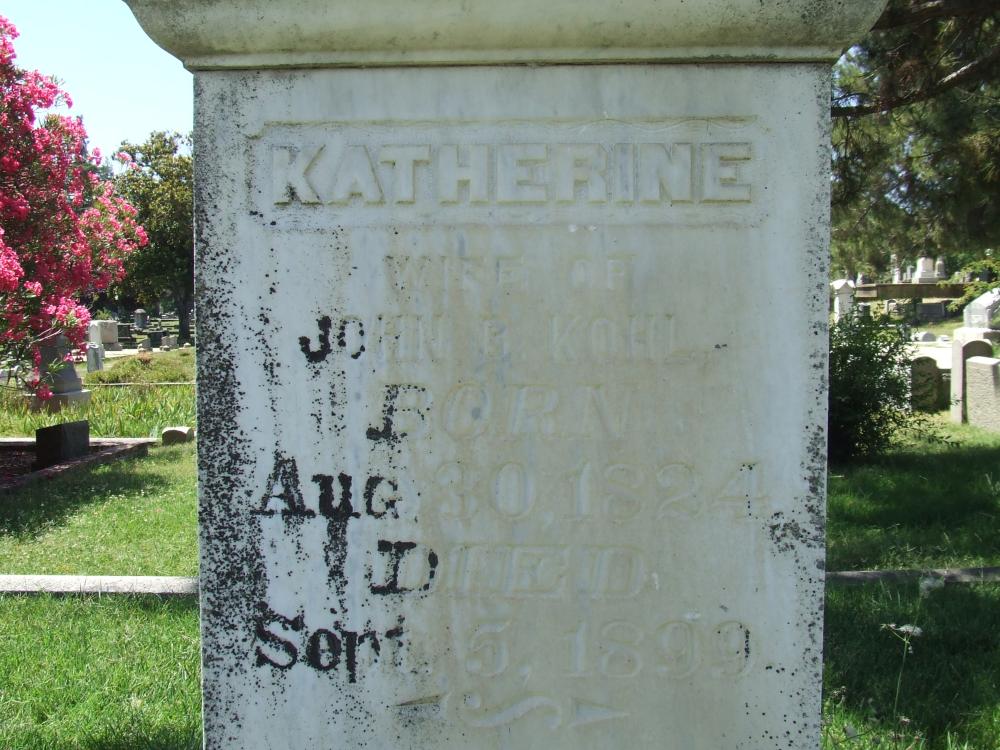 KATHERINE
WIFE OF
JOHN B. KOHL,
BORN
Aug. 30, 1824
DIED
Sept. 5, 1899.